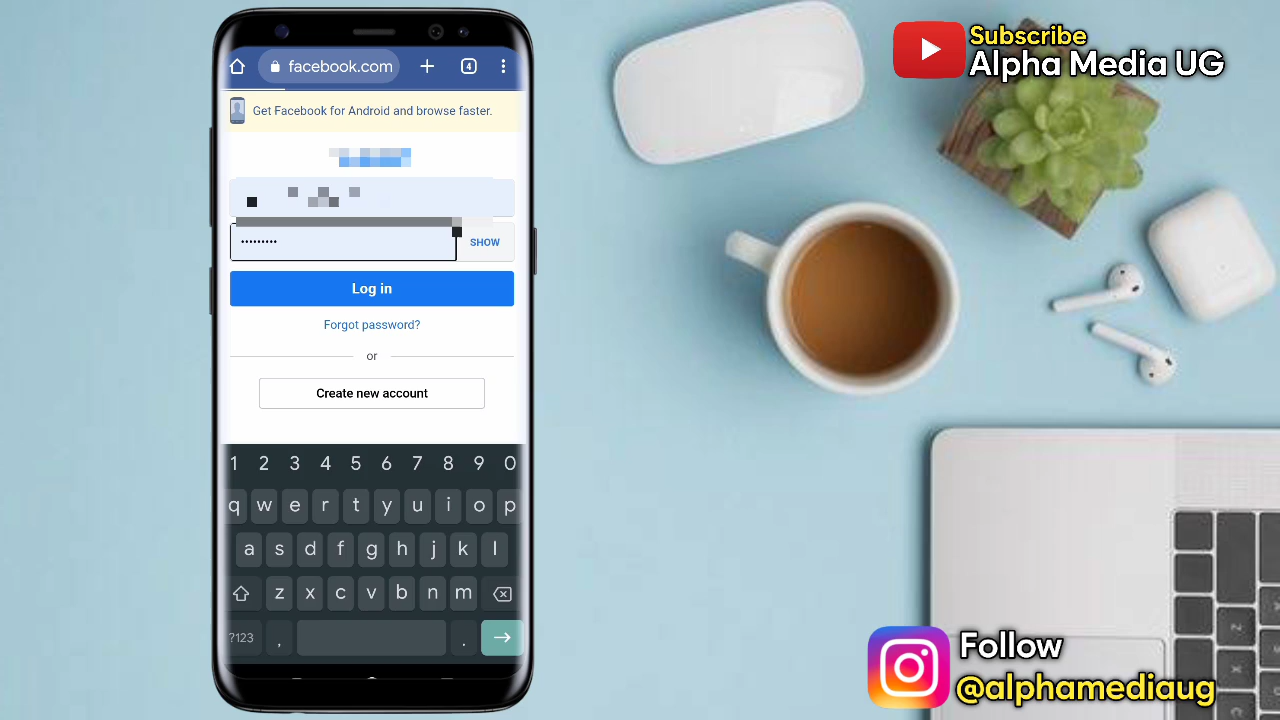 facebook.com
4
Get Facebook for Android and browse faster.
•••••••••
SHOW
Log in
Forgot password?
or
Create new account
1 2 3 4 5 6 7 8 9 0
q w e r t y u i o p
a s d f g h j k l
z x c v b n m
?123 , .
Subscribe
Alpha Media UG
Follow
@alphamediaug